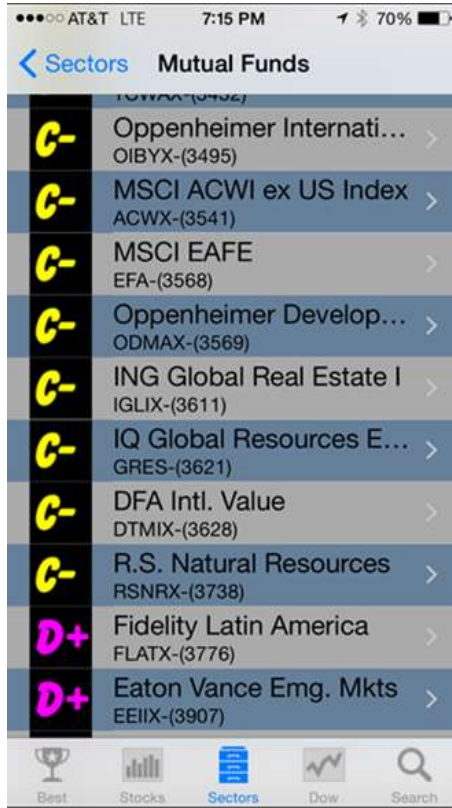 AT&T LTE 7:15 PM 70%
Sectors Mutual Funds
TCWAX-(3432)
C- Oppenheimer Internati...
OIBYX-(3495)
C- MSCI ACWI ex US Index
ACWX-(3541)
C- MSCI EAFE
EFA-(3568)
C- Oppenheimer Develop...
ODMAX-(3569)
C- ING Global Real Estate I
IGLIX-(3611)
C- IQ Global Resources E...
GRES-(3621)
C- DFA Intl. Value
DTMIX-(3628)
C- R.S. Natural Resources
RSNRX-(3738)
D+ Fidelity Latin America
FLATX-(3776)
D+ Eaton Vance Emg. Mkts
EEIIX-(3907)
Best Stocks Sectors Dow Search